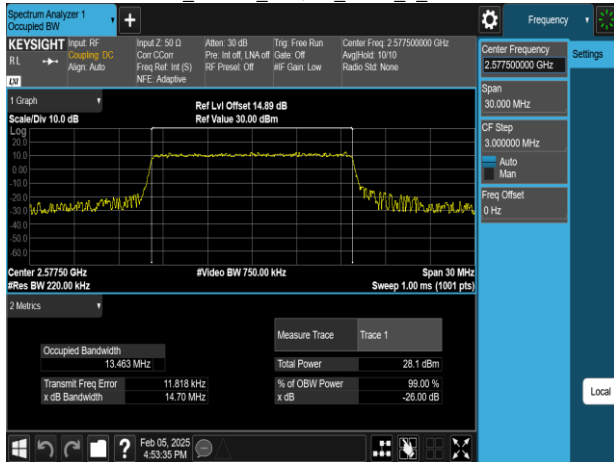 Spectrum Analyzer 1
Occupied BW
Frequency
KEYSIGHT
RL
LXI
Input: RF
Coupling: DC
Align: Auto
Input Z: 50 Ω
Corr CCorr
Freq Ref: Int (S)
NFE: Adaptive
Atten: 30 dB
Pre: Int off, LNA off
RF Preset: Off
Trig: Free Run
Gate: Off
#IF Gain: Low
Center Freq: 2.577500000 GHz
Avg|Hold: 10/10
Radio Std: None
1 Graph
Scale/Div 10.0 dB
Ref Lvl Offset 14.89 dB
Ref Value 30.00 dBm
Log
20.0
10.0
0.00
-10.0
-20.0
-30.0
-40.0
-50.0
-60.0
Center 2.57750 GHz
#Video BW 750.00 kHz
Span 30 MHz
#Res BW 220.00 kHz
Sweep 1.00 ms (1001 pts)
2 Metrics
Measure Trace Trace 1
Occupied Bandwidth
13.463 MHz
Total Power 28.1 dBm
Transmit Freq Error 11.818 kHz
% of OBW Power 99.00 %
x dB Bandwidth 14.70 MHz
x dB -26.00 dB
Center Frequency
2.577500000 GHz
Settings
Span
30.000 MHz
CF Step
3.000000 MHz
Auto
Man
Freq Offset
0 Hz
Local
Feb 05, 2025
4:53:35 PM